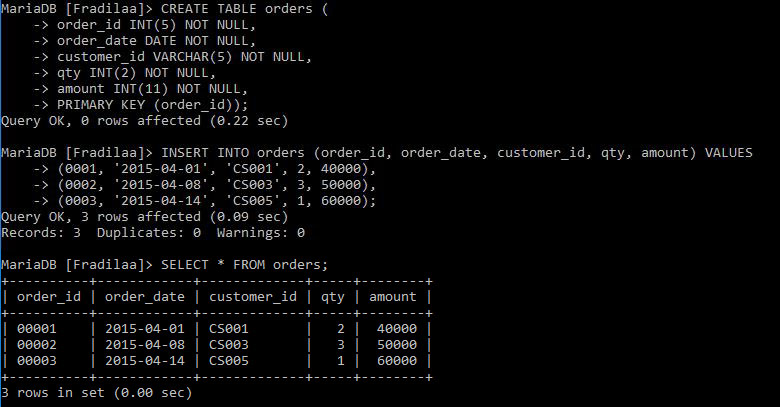 MariaDB [Fradilaa]> CREATE TABLE orders (
    -> order_id INT(5) NOT NULL,
    -> order_date DATE NOT NULL,
    -> customer_id VARCHAR(5) NOT NULL,
    -> qty INT(2) NOT NULL,
    -> amount INT(11) NOT NULL,
    -> PRIMARY KEY (order_id));
Query OK, 0 rows affected (0.22 sec)

MariaDB [Fradilaa]> INSERT INTO orders (order_id, order_date, customer_id, qty, amount) VALUES
    -> (0001, '2015-04-01', 'CS001', 2, 40000),
    -> (0002, '2015-04-08', 'CS003', 3, 50000),
    -> (0003, '2015-04-14', 'CS005', 1, 60000);
Query OK, 3 rows affected (0.09 sec)
Records: 3  Duplicates: 0  Warnings: 0

MariaDB [Fradilaa]> SELECT * FROM orders;
+----------+------------+-------------+-----+--------+
| order_id | order_date | customer_id | qty | amount |
+----------+------------+-------------+-----+--------+
| 00001    | 2015-04-01 | CS001       |   2 |  40000 |
| 00002    | 2015-04-08 | CS003       |   3 |  50000 |
| 00003    | 2015-04-14 | CS005       |   1 |  60000 |
+----------+------------+-------------+-----+--------+
3 rows in set (0.00 sec)